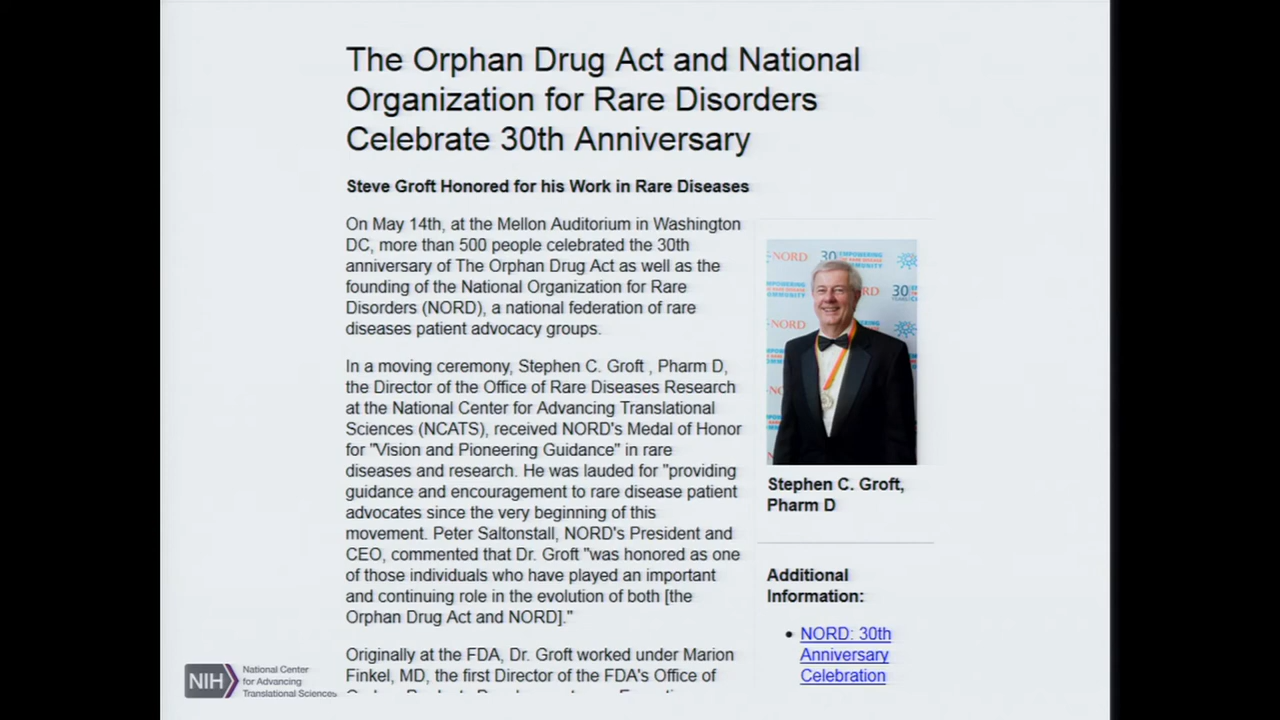 The Orphan Drug Act and National
Organization for Rare Disorders
Celebrate 30th Anniversary
Steve Groft Honored for his Work in Rare Diseases
On May 14th, at the Mellon Auditorium in Washington
DC, more than 500 people celebrated the 30th
anniversary of The Orphan Drug Act as well as the
founding of the National Organization for Rare
Disorders (NORD), a national federation of rare
diseases patient advocacy groups.
In a moving ceremony, Stephen C. Groft , Pharm D,
the Director of the Office of Rare Diseases Research
at the National Center for Advancing Translational
Sciences (NCATS), received NORD's Medal of Honor
for "Vision and Pioneering Guidance" in rare
diseases and research. He was lauded for "providing
guidance and encouragement to rare disease patient
advocates since the very beginning of this
movement. Peter Saltonstall, NORD's President and
CEO, commented that Dr. Groft "was honored as one
of those individuals who have played an important
and continuing role in the evolution of both [the
Orphan Drug Act and NORD]."
Originally at the FDA, Dr. Groft worked under Marion
Finkel, MD, the first Director of the FDA's Office of
NORD
30
NORD
30
Stephen C. Groft,
Pharm D
Additional
Information:
• NORD: 30th
Anniversary
Celebration
NIH
National Center
for Advancing
Translational Sciences